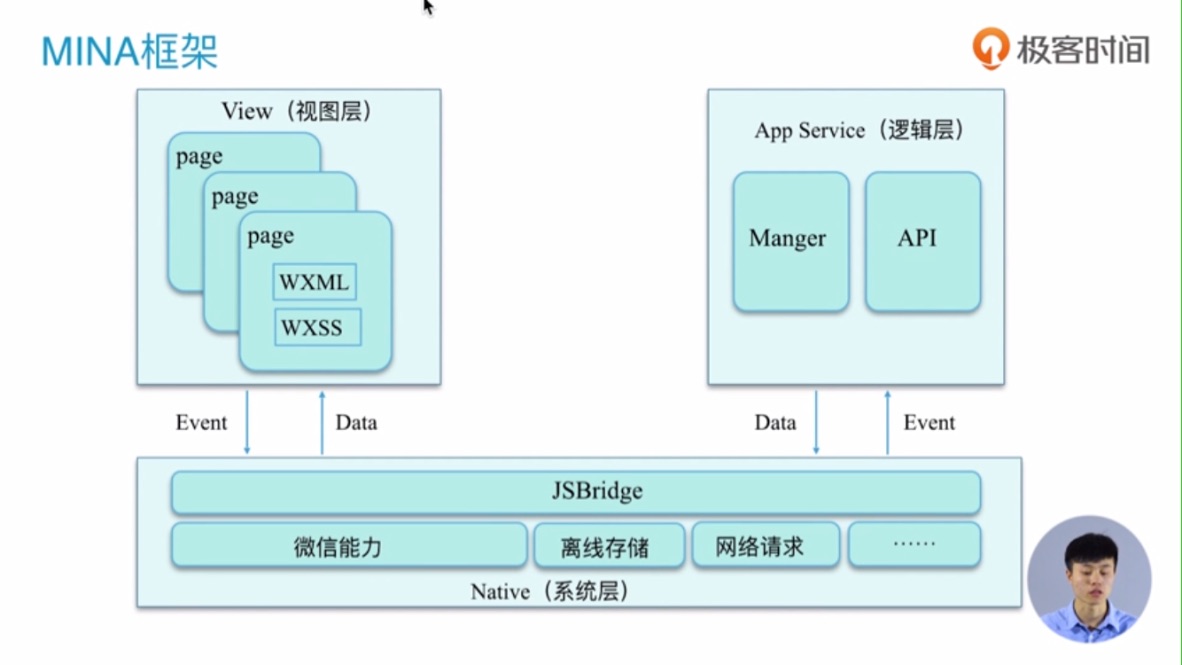 MINA框架
极客时间
View（视图层）
page
page
page
WXML
WXSS
App Service（逻辑层）
Manger
API
Event
Data
Data
Event
JSBridge
微信能力
离线存储
网络请求
……
Native（系统层）